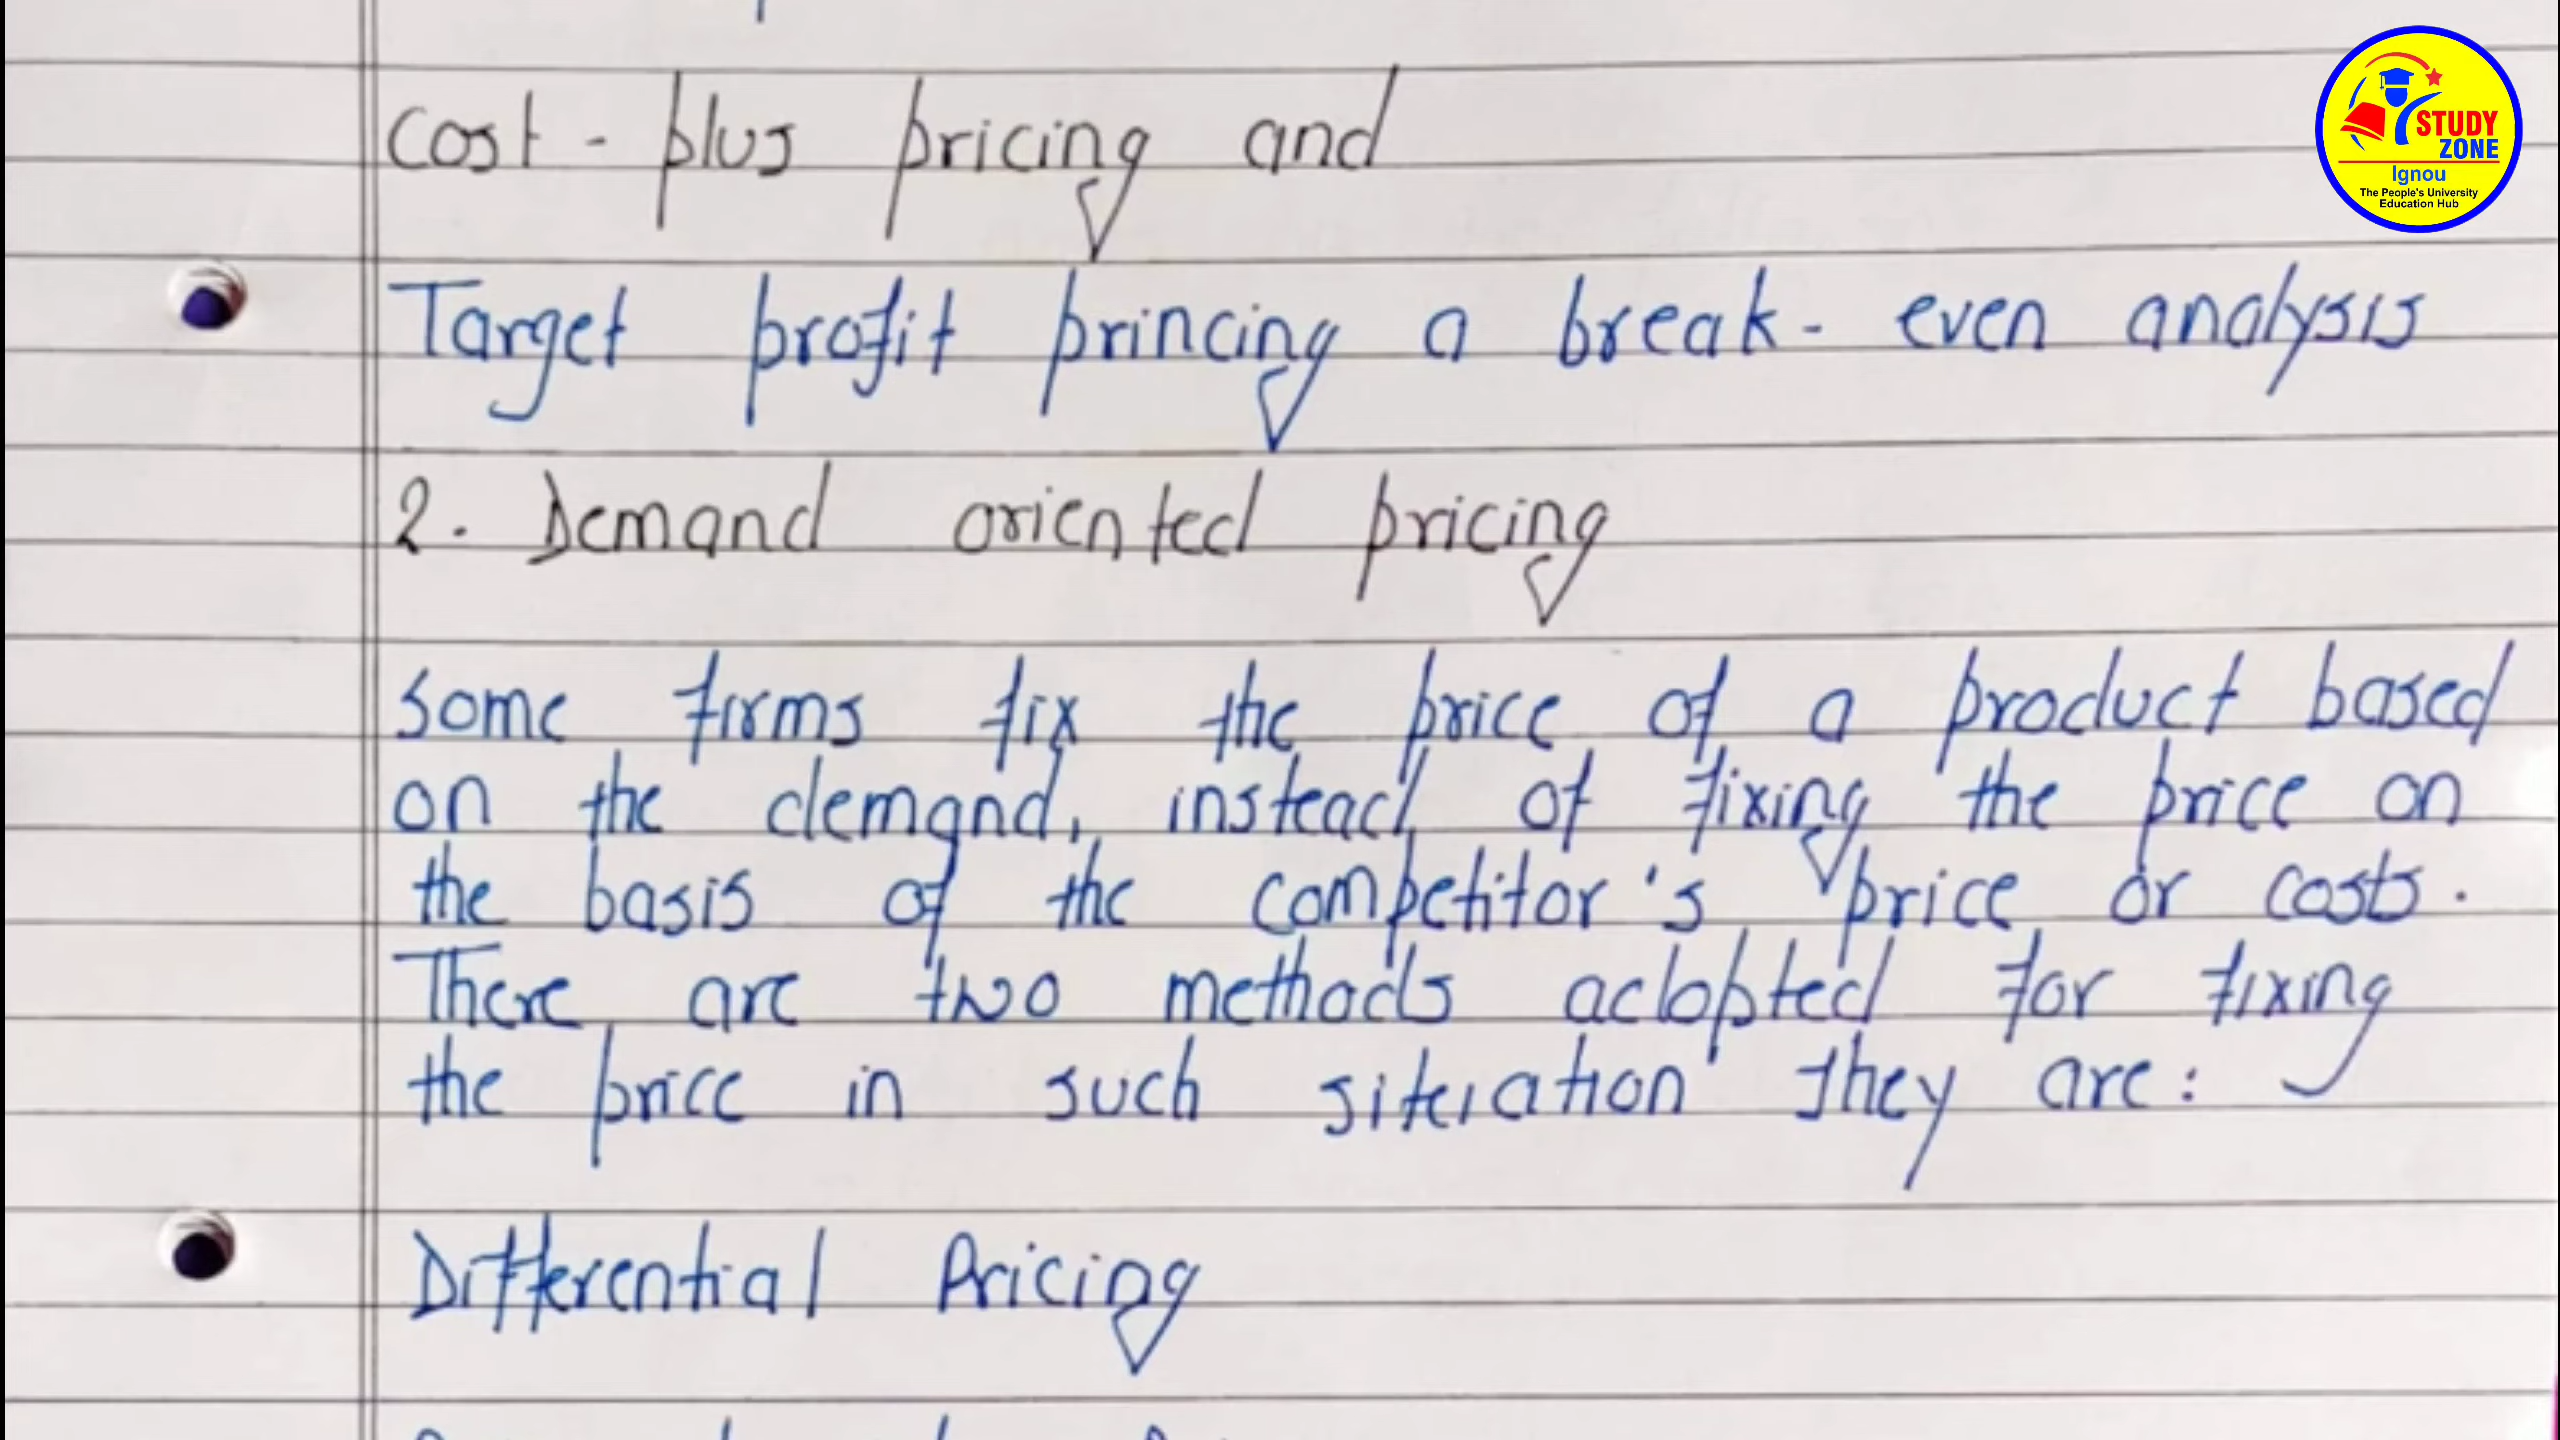 Cost - plus pricing and
Target profit princing a break - even analysis
2. Demand oriented pricing
Some firms fix the price of a product based
on the demand, instead of fixing the price on
the basis of the competitor's price or costs.
There are two methods adopted for fixing
the price in such situation they are:
Differential Pricing
STUDY
ZONE
Ignou
The People's University
Education Hub